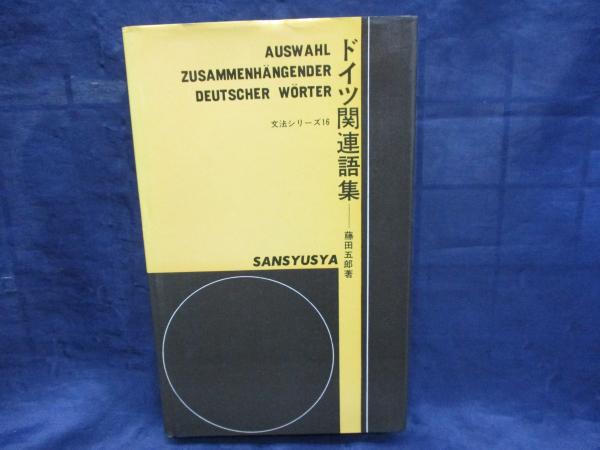 AUSWAHL
ZUSAMMENHÄNGENDER
DEUTSCHER WÖRTER
文法シリーズ16
ドイツ関連語集——藤田五郎著
SANSYUSYA